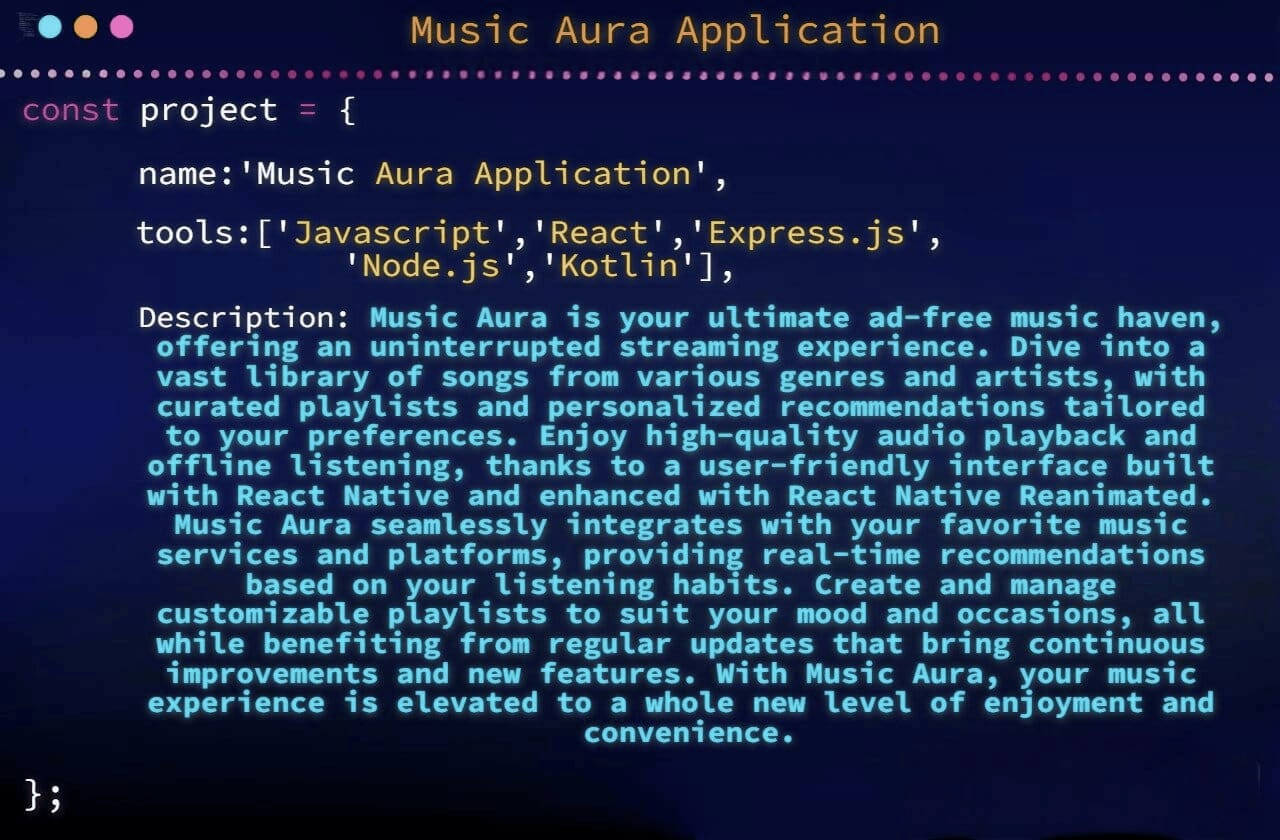 Music Aura Application
const project = {
name:'Music Aura Application',
tools:['Javascript','React','Express.js',
'Node.js','Kotlin'],
Description: Music Aura is your ultimate ad-free music haven,
offering an uninterrupted streaming experience. Dive into a
vast library of songs from various genres and artists, with
curated playlists and personalized recommendations tailored
to your preferences. Enjoy high-quality audio playback and
offline listening, thanks to a user-friendly interface built
with React Native and enhanced with React Native Reanimated.
Music Aura seamlessly integrates with your favorite music
services and platforms, providing real-time recommendations
based on your listening habits. Create and manage
customizable playlists to suit your mood and occasions, all
while benefiting from regular updates that bring continuous
improvements and new features. With Music Aura, your music
experience is elevated to a whole new level of enjoyment and
convenience.
};